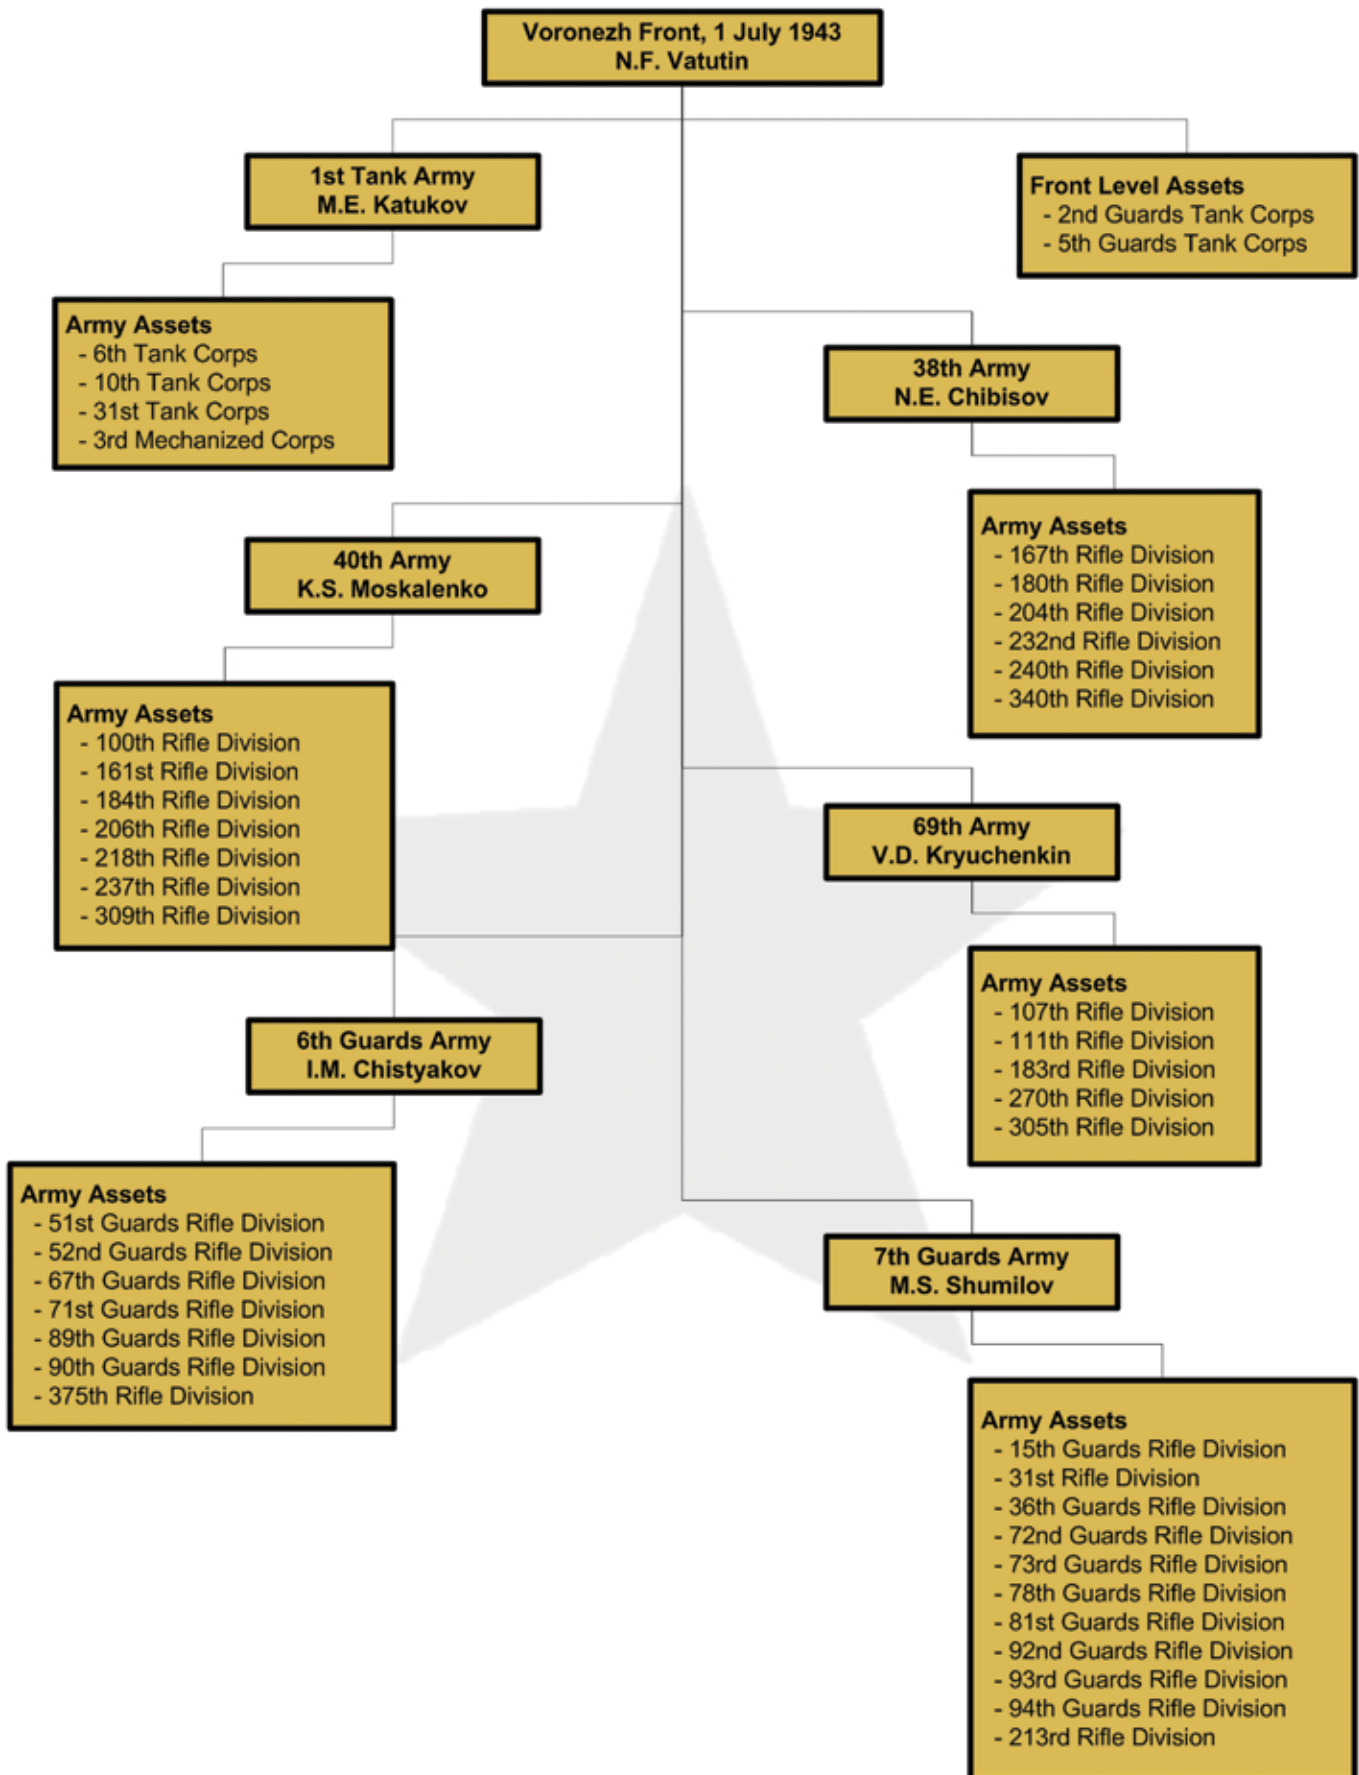 Voronezh Front, 1 July 1943
N.F. Vatutin
1st Tank Army
M.E. Katukov
Army Assets
- 6th Tank Corps
- 10th Tank Corps
- 31st Tank Corps
- 3rd Mechanized Corps
Front Level Assets
- 2nd Guards Tank Corps
- 5th Guards Tank Corps
38th Army
N.E. Chibisov
Army Assets
- 167th Rifle Division
- 180th Rifle Division
- 204th Rifle Division
- 232nd Rifle Division
- 240th Rifle Division
- 340th Rifle Division
40th Army
K.S. Moskalenko
Army Assets
- 100th Rifle Division
- 161st Rifle Division
- 184th Rifle Division
- 206th Rifle Division
- 218th Rifle Division
- 237th Rifle Division
- 309th Rifle Division
69th Army
V.D. Kryuchenkin
Army Assets
- 107th Rifle Division
- 111th Rifle Division
- 183rd Rifle Division
- 270th Rifle Division
- 305th Rifle Division
6th Guards Army
I.M. Chistyakov
Army Assets
- 51st Guards Rifle Division
- 52nd Guards Rifle Division
- 67th Guards Rifle Division
- 71st Guards Rifle Division
- 89th Guards Rifle Division
- 90th Guards Rifle Division
- 375th Rifle Division
7th Guards Army
M.S. Shumilov
Army Assets
- 15th Guards Rifle Division
- 31st Rifle Division
- 36th Guards Rifle Division
- 72nd Guards Rifle Division
- 73rd Guards Rifle Division
- 78th Guards Rifle Division
- 81st Guards Rifle Division
- 92nd Guards Rifle Division
- 93rd Guards Rifle Division
- 94th Guards Rifle Division
- 213rd Rifle Division